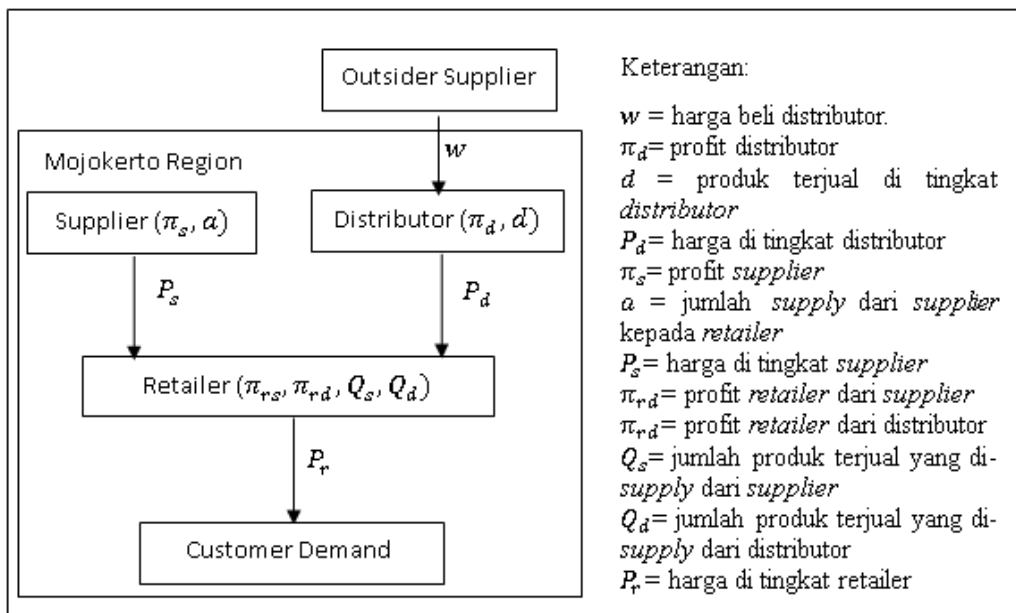 Outsider Supplier
w
Mojokerto Region
Supplier (π_s, a)
Distributor (π_d, d)
P_s
P_d
Retailer (π_rs, π_rd, Q_s, Q_d)
P_r
Customer Demand
Keterangan:
w = harga beli distributor.
π_d= profit distributor
d = produk terjual di tingkat
distributor
P_d= harga di tingkat distributor
π_s= profit supplier
a = jumlah supply dari supplier
kepada retailer
P_s= harga di tingkat supplier
π_rd= profit retailer dari supplier
π_rd= profit retailer dari distributor
Q_s= jumlah produk terjual yang di-
supply dari supplier
Q_d= jumlah produk terjual yang di-
supply dari distributor
P_r= harga di tingkat retailer